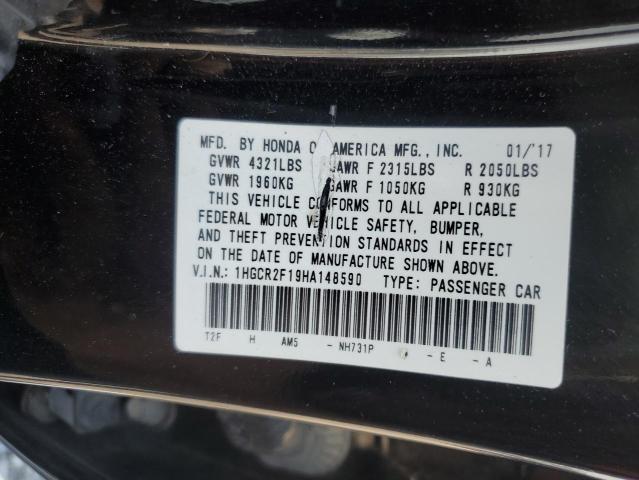 MFD. BY HONDA OF AMERICA MFG., INC. 01/'17
GVWR 4321LBS GAWR F 2315LBS R 2050LBS
GVWR 1960KG GAWR F 1050KG R 930KG
THIS VEHICLE CONFORMS TO ALL APPLICABLE
FEDERAL MOTOR VEHICLE SAFETY, BUMPER,
AND THEFT PREVENTION STANDARDS IN EFFECT
ON THE DATE OF MANUFACTURE SHOWN ABOVE.
V.I.N.: 1HGCR2F19HA148590 TYPE: PASSENGER CAR
T2F H AM5 - NH731P - E - A